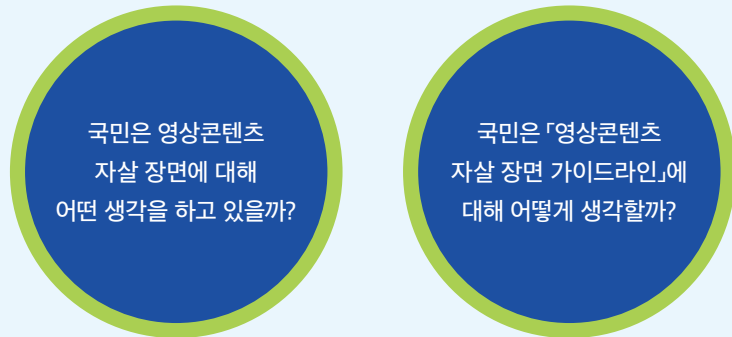 국민은 영상콘텐츠
자살 장면에 대해
어떤 생각을 하고 있을까?
국민은 「영상콘텐츠
자살 장면 가이드라인」에
대해 어떻게 생각할까?